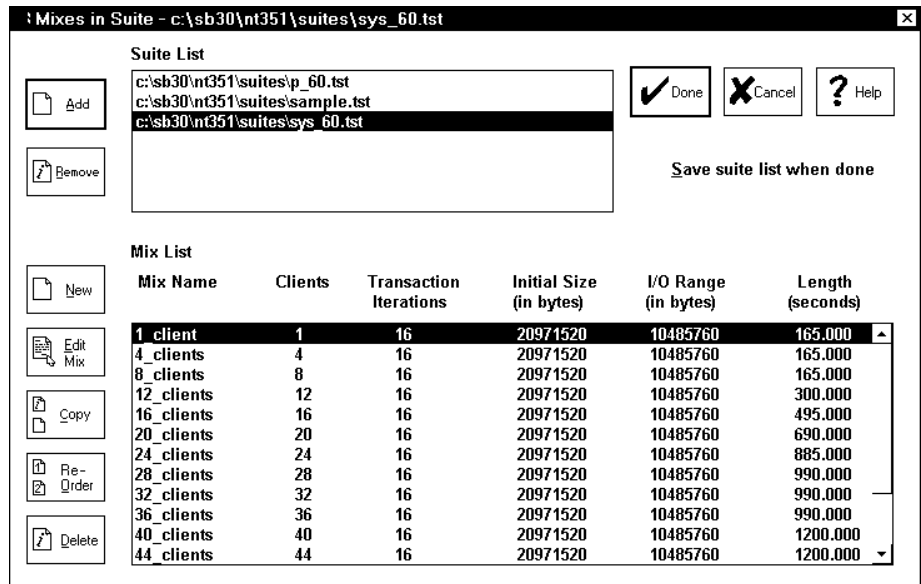 Mixes in Suite - c:\sb30\nt351\suites\sys_60.tst
Suite List
c:\sb30\nt351\suites\p_60.tst
c:\sb30\nt351\suites\sample.tst
c:\sb30\nt351\suites\sys_60.tst
Add
Remove
Done
Cancel
Help
Save suite list when done
Mix List
Mix Name Clients Transaction Iterations Initial Size (in bytes) I/O Range (in bytes) Length (seconds)
New
Edit Mix
Copy
Re-Order
Delete
1_client 1 16 20971520 10485760 165.000
4_clients 4 16 20971520 10485760 165.000
8_clients 8 16 20971520 10485760 165.000
12_clients 12 16 20971520 10485760 300.000
16_clients 16 16 20971520 10485760 495.000
20_clients 20 16 20971520 10485760 690.000
24_clients 24 16 20971520 10485760 885.000
28_clients 28 16 20971520 10485760 990.000
32_clients 32 16 20971520 10485760 990.000
36_clients 36 16 20971520 10485760 990.000
40_clients 40 16 20971520 10485760 1200.000
44_clients 44 16 20971520 10485760 1200.000